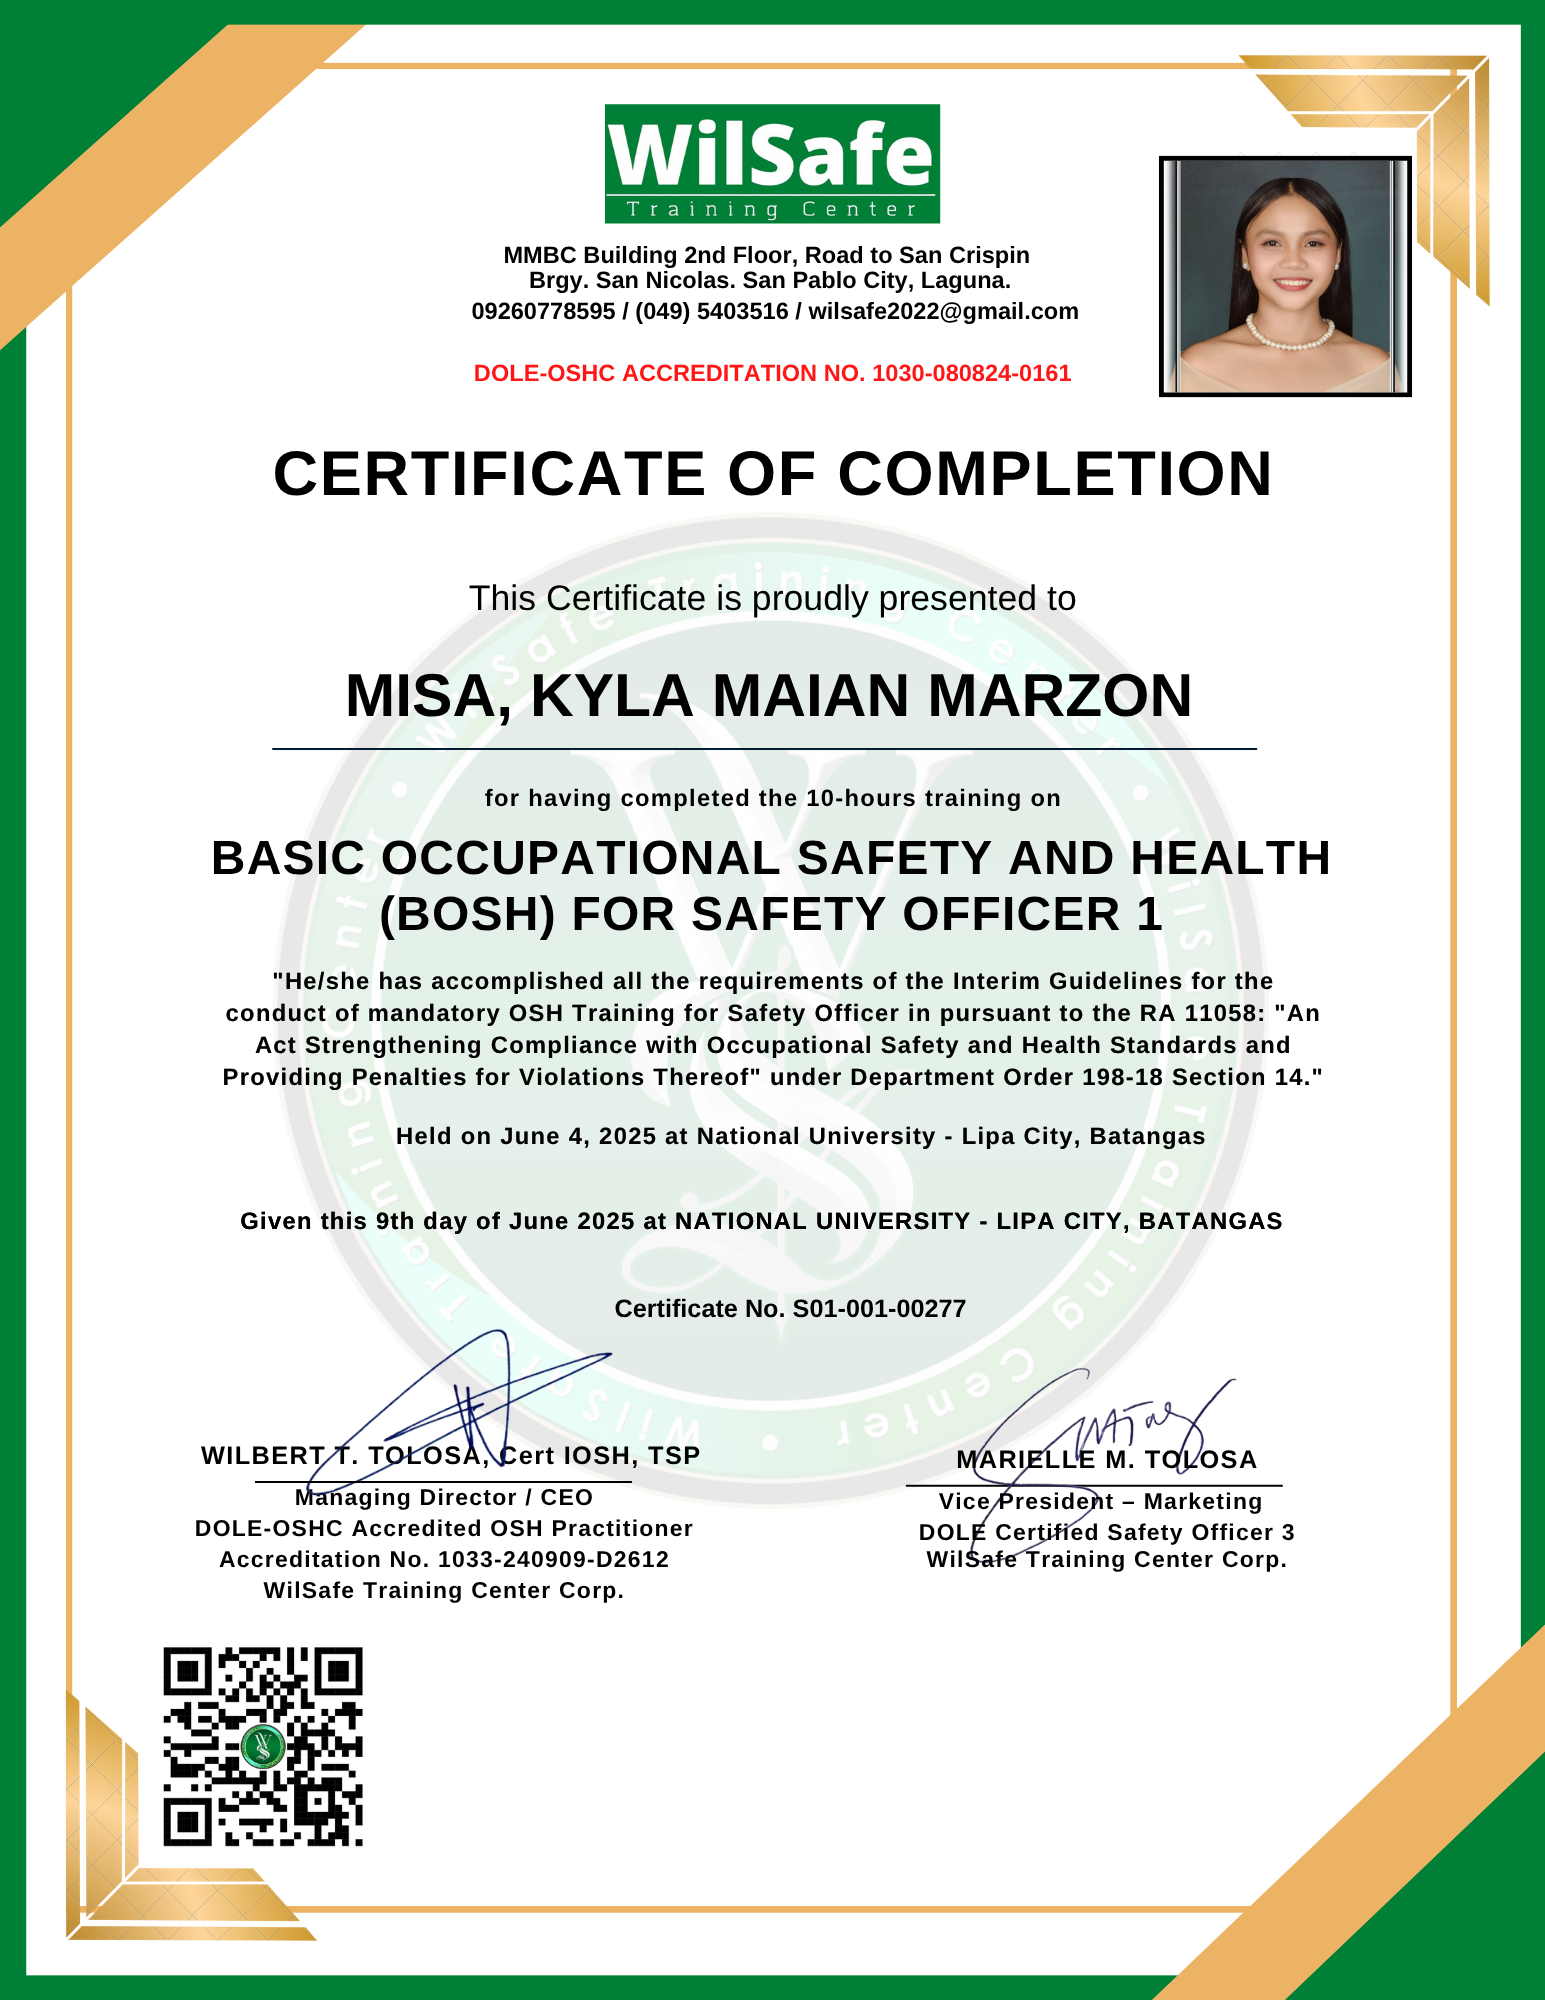 WilSafe
Training Center
MMBC Building 2nd Floor, Road to San Crispin
Brgy. San Nicolas. San Pablo City, Laguna.
09260778595 / (049) 5403516 / wilsafe2022@gmail.com
DOLE-OSHC ACCREDITATION NO. 1030-080824-0161
CERTIFICATE OF COMPLETION
This Certificate is proudly presented to
MISA, KYLA MAIAN MARZON
for having completed the 10-hours training on
BASIC OCCUPATIONAL SAFETY AND HEALTH
(BOSH) FOR SAFETY OFFICER 1
"He/she has accomplished all the requirements of the Interim Guidelines for the
conduct of mandatory OSH Training for Safety Officer in pursuant to the RA 11058: "An
Act Strengthening Compliance with Occupational Safety and Health Standards and
Providing Penalties for Violations Thereof" under Department Order 198-18 Section 14."
Held on June 4, 2025 at National University - Lipa City, Batangas
Given this 9th day of June 2025 at NATIONAL UNIVERSITY - LIPA CITY, BATANGAS
Certificate No. S01-001-00277
WILBERT T. TOLOSA, Cert IOSH, TSP
Managing Director / CEO
DOLE-OSHC Accredited OSH Practitioner
Accreditation No. 1033-240909-D2612
WilSafe Training Center Corp.
MARIELLE M. TOLOSA
Vice President – Marketing
DOLE Certified Safety Officer 3
WilSafe Training Center Corp.
WilSafe Training Center • WilSafe Training Center • WilSafe Training Center •